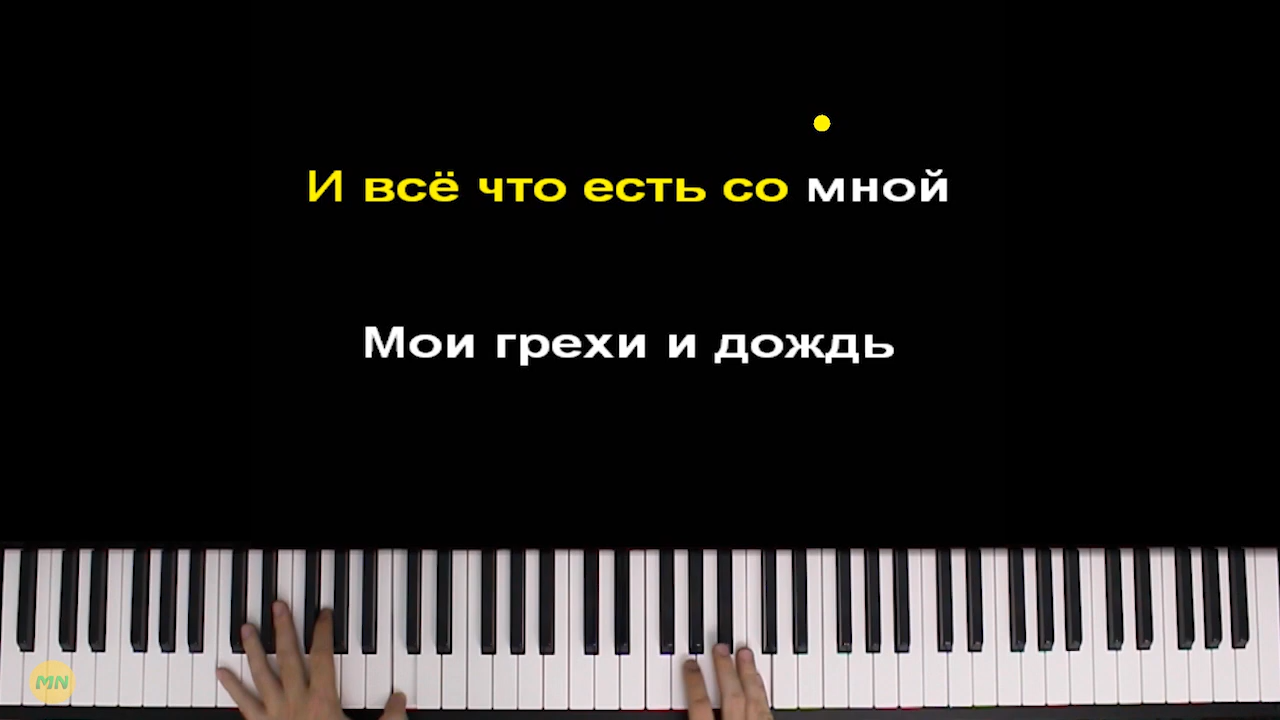 И всё что есть со мной
Мои грехи и дождь
MN